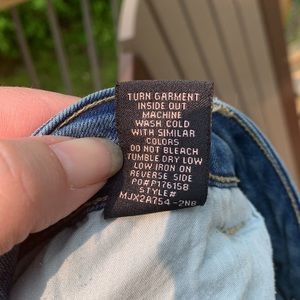 TURN GARMENT
INSIDE OUT
MACHINE
WASH COLD
WITH SIMILAR
COLORS
DO NOT BLEACH
TUMBLE DRY LOW
LOW IRON ON
REVERSE SIDE
PO#P176158
STYLE#
MJX2A754-2NB